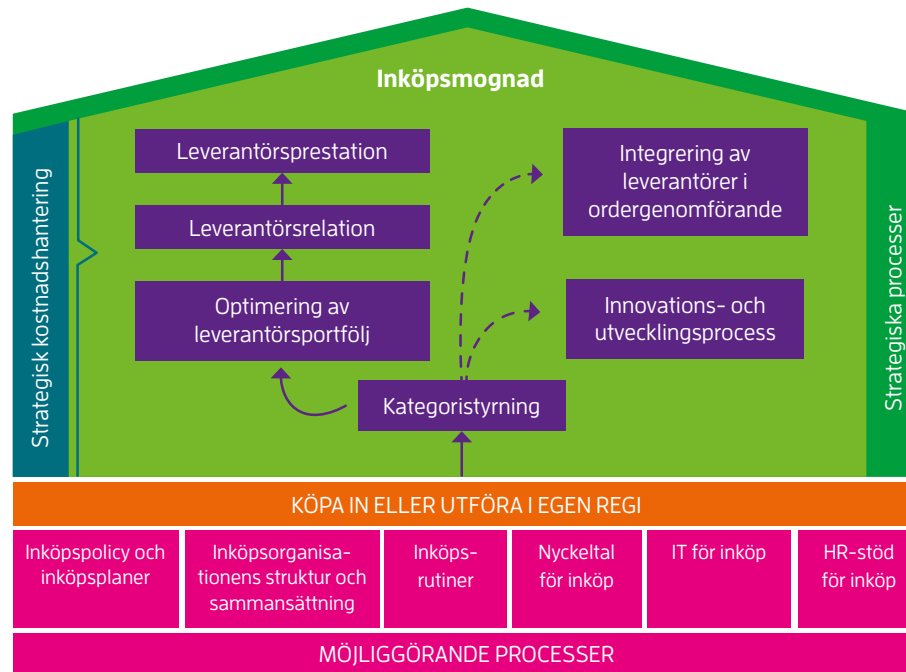 Inköpsmognad
Strategisk kostnadshantering
Leverantörsprestation
Leverantörsrelation
Optimering av
leverantörsportfölj
Integrering av
leverantörer i
ordergenomförande
Innovations- och
utvecklingsprocess
Kategoristyrning
Strategiska processer
KÖPA IN ELLER UTFÖRA I EGEN REGI
Inköpspolicy och
inköpsplaner
Inköpsorganisa-
tionens struktur och
sammansättning
Inköps-
rutiner
Nyckeltal
för inköp
IT för inköp
HR-stöd
för inköp
MÖJLIGGÖRANDE PROCESSER